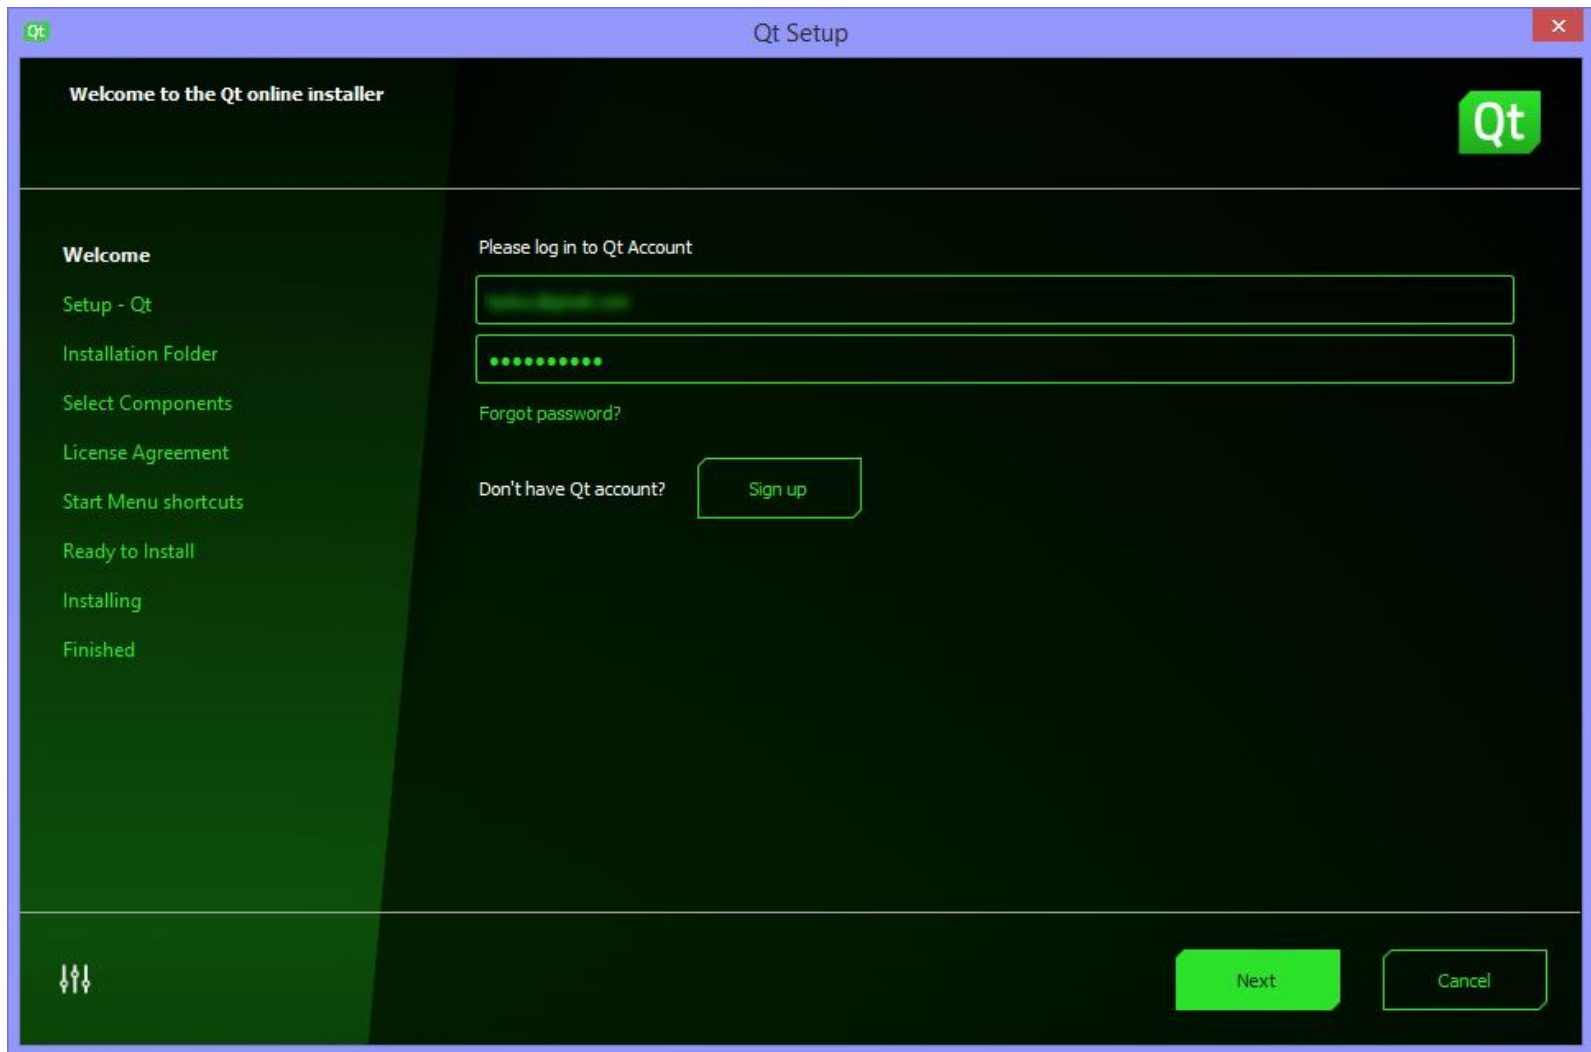 Qt
Qt Setup
Welcome to the Qt online installer
Qt
Welcome
Setup - Qt
Installation Folder
Select Components
License Agreement
Start Menu shortcuts
Ready to Install
Installing
Finished
Please log in to Qt Account
••••••••••
Forgot password?
Don't have Qt account?
Sign up
Next
Cancel